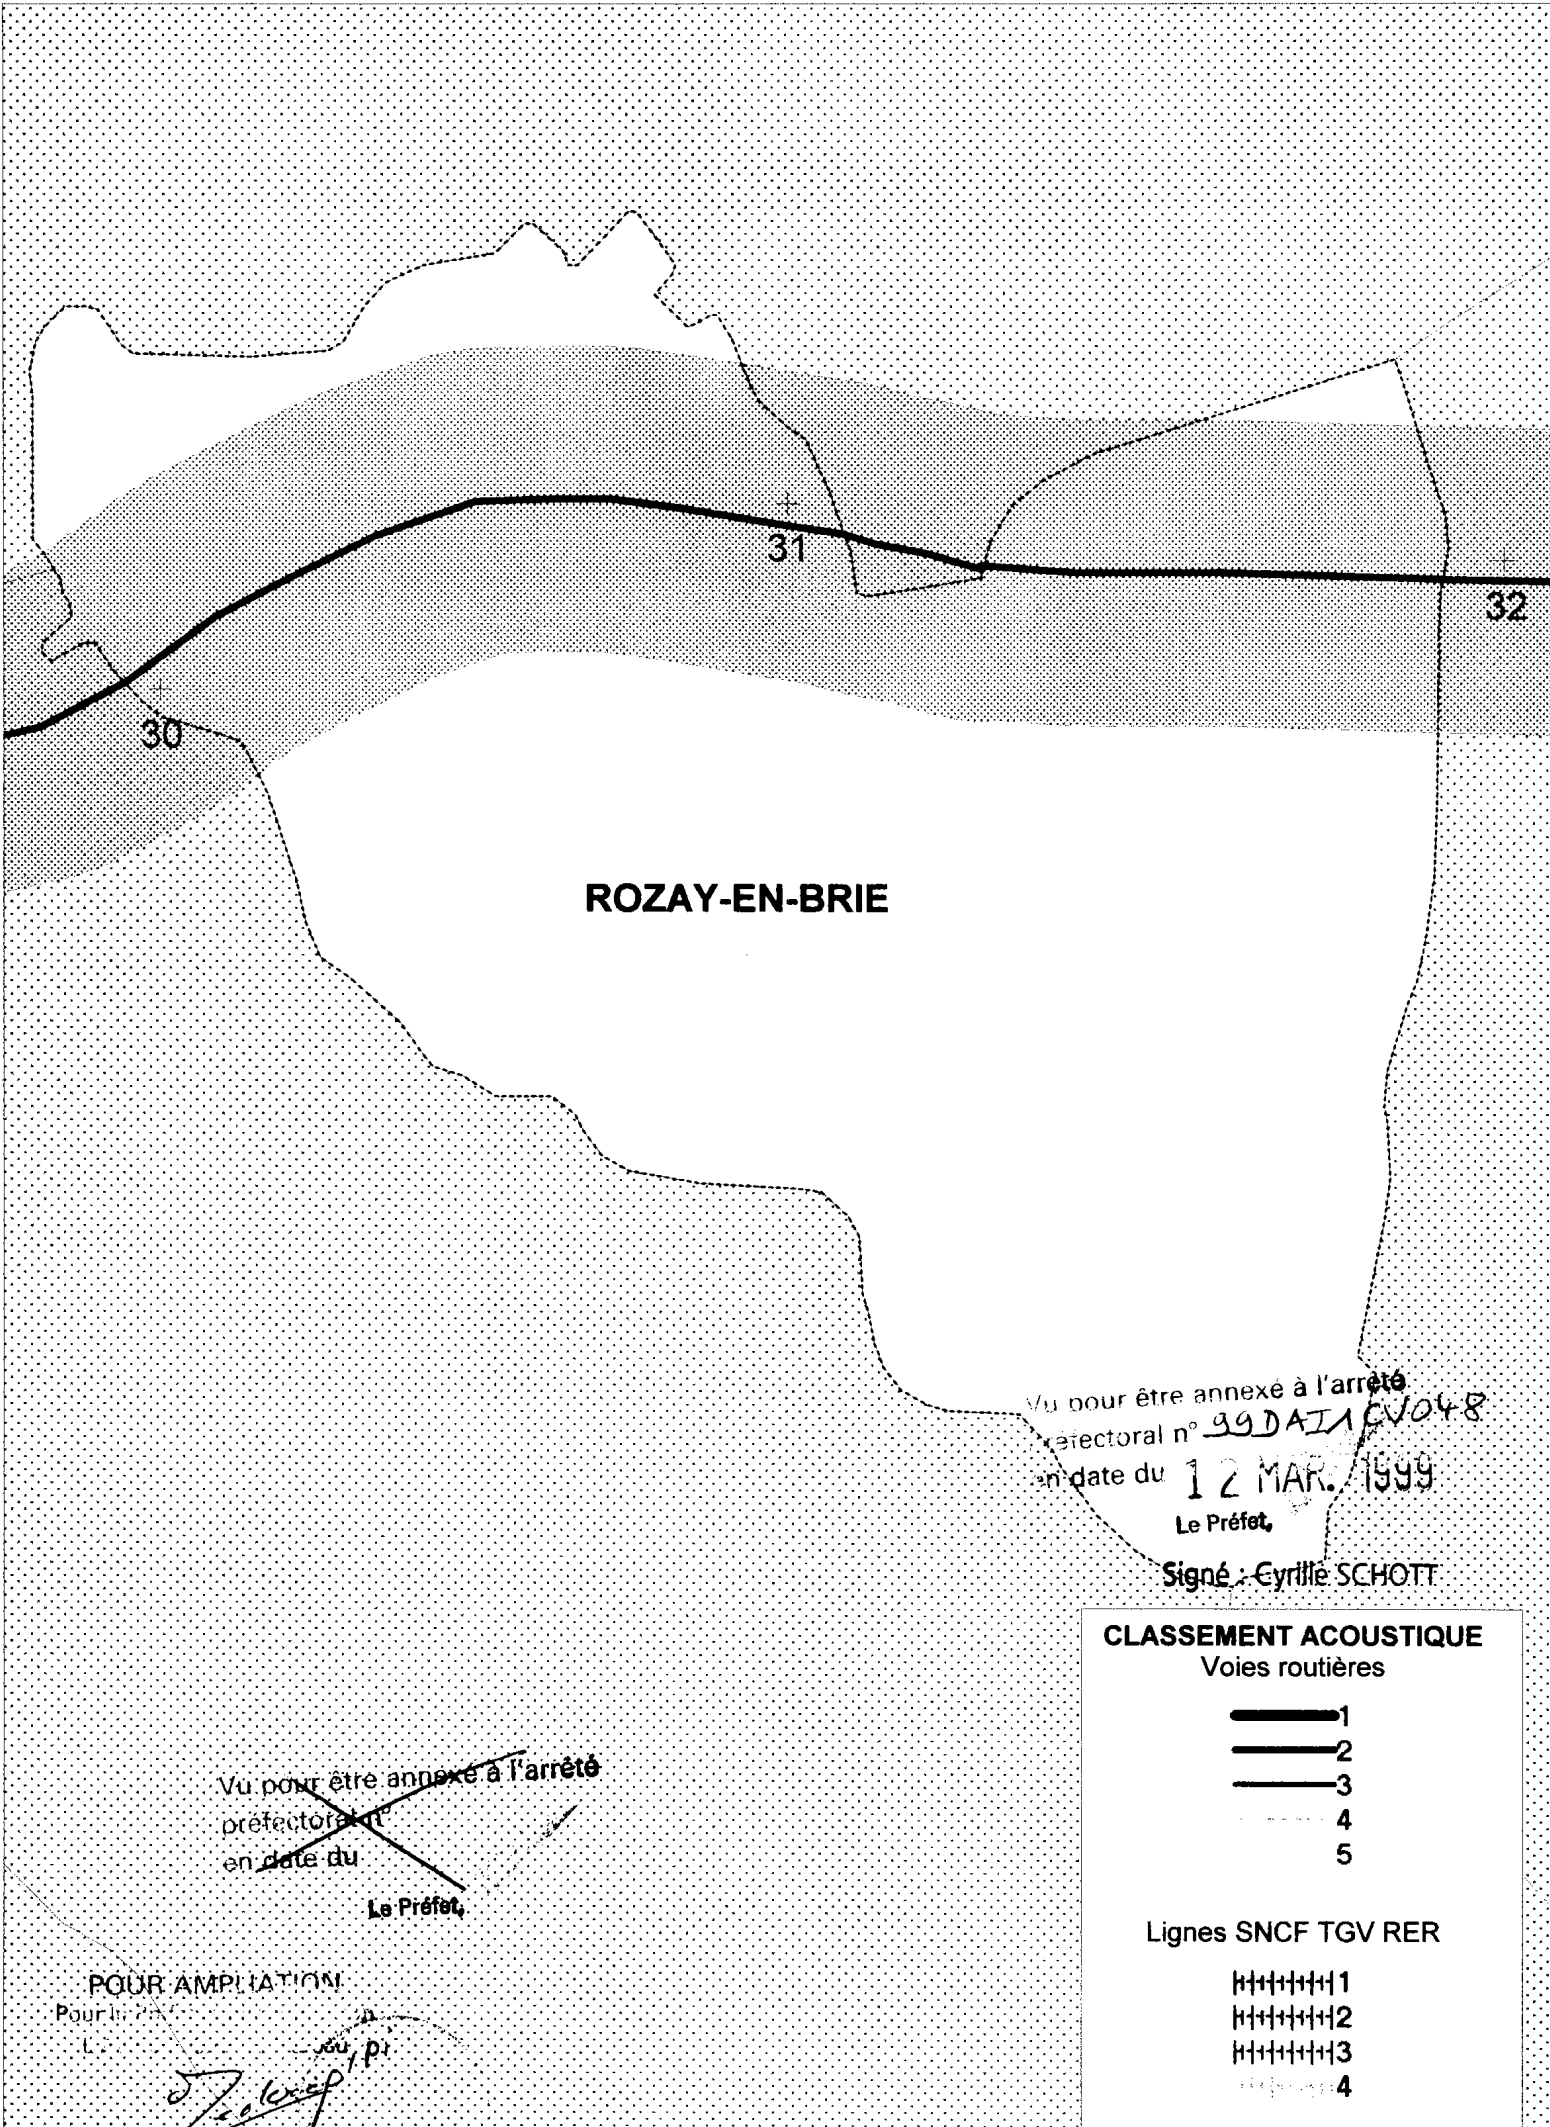 31
32
30
ROZAY-EN-BRIE
Vu pour être annexé à l'arrêté
préfectoral n° 99DAI1CV048
en date du 12 MAR. 1999
Le Préfet,
Signé : Cyrille SCHOTT
CLASSEMENT ACOUSTIQUE
Voies routières
1
2
3
4
5
Lignes SNCF TGV RER
1
2
3
4
Vu pour être annexé à l'arrêté
préfectoral n°
en date du
Le Préfet,
POUR AMPLIATION
Pour